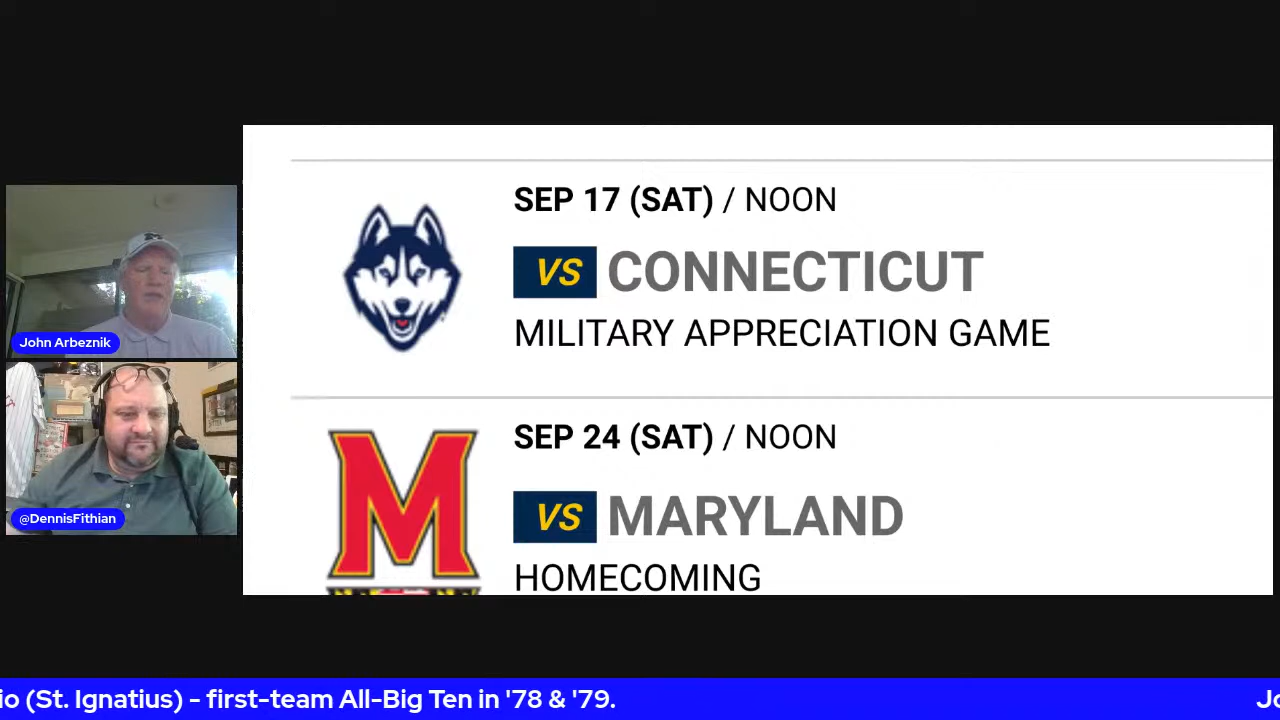 SEP 17 (SAT) / NOON
VS CONNECTICUT
MILITARY APPRECIATION GAME
SEP 24 (SAT) / NOON
VS MARYLAND
HOMECOMING
M
John Arbeznik
@DennisFithian
io (St. Ignatius) - first-team All-Big Ten in '78 & '79.
Jo